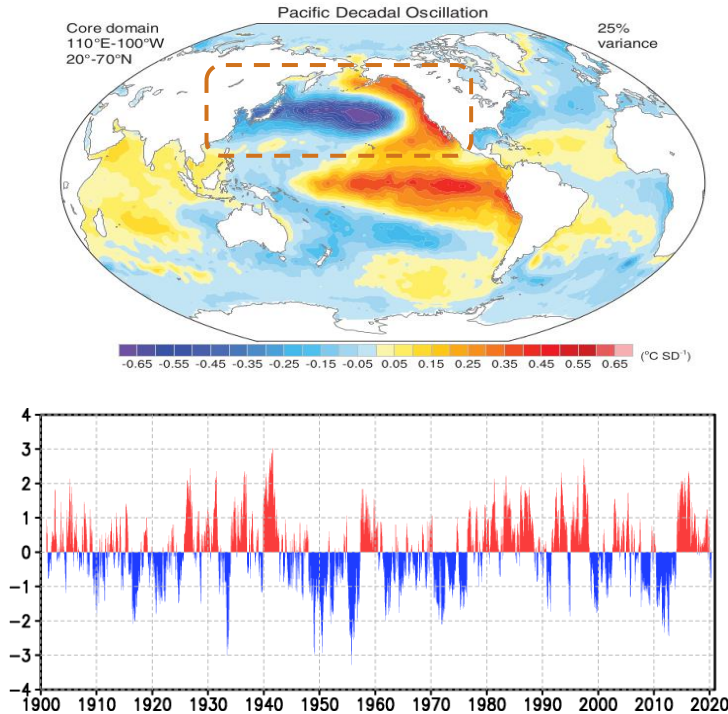 Pacific Decadal Oscillation
Core domain
110°E-100°W
20°-70°N
25%
variance
-0.65 -0.55 -0.45 -0.35 -0.25 -0.15 -0.05 0.05 0.15 0.25 0.35 0.45 0.55 0.65 (°C SD⁻¹)
4
3
2
1
0
-1
-2
-3
-4
1900 1910 1920 1930 1940 1950 1960 1970 1980 1990 2000 2010 2020